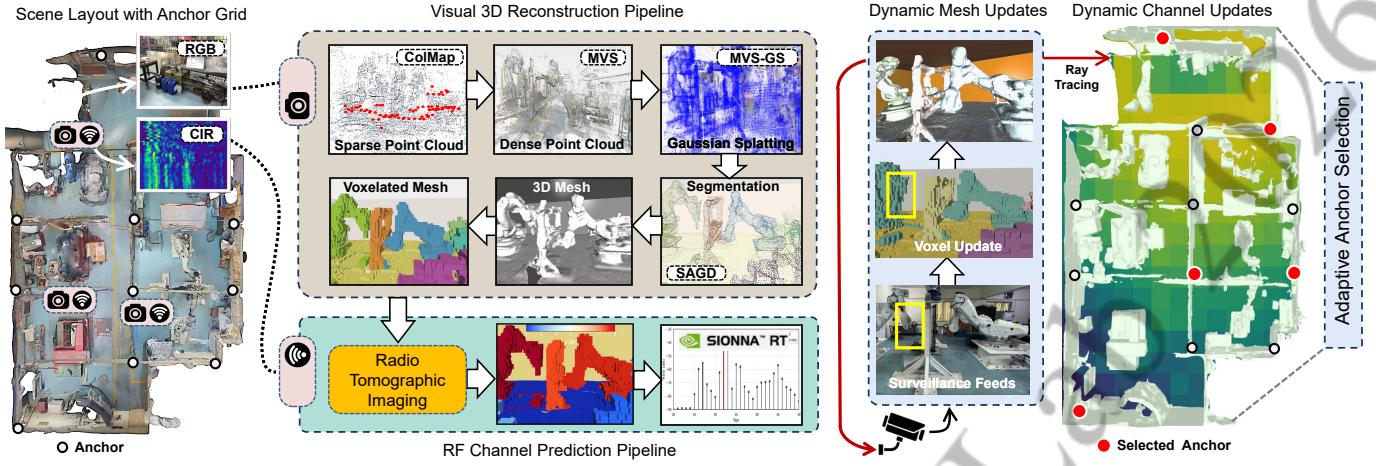 Scene Layout with Anchor Grid
RGB
CIR
Anchor
Visual 3D Reconstruction Pipeline
ColMap
Sparse Point Cloud
MVS
Dense Point Cloud
MVS-GS
Gaussian Splatting
Voxelated Mesh
3D Mesh
Segmentation
SAGD
Radio
Tomographic
Imaging
SIONNA™ RT
RF Channel Prediction Pipeline
Dynamic Mesh Updates
Voxel Update
Surveillance Feeds
Dynamic Channel Updates
Ray
Tracing
Selected Anchor
Adaptive Anchor Selection